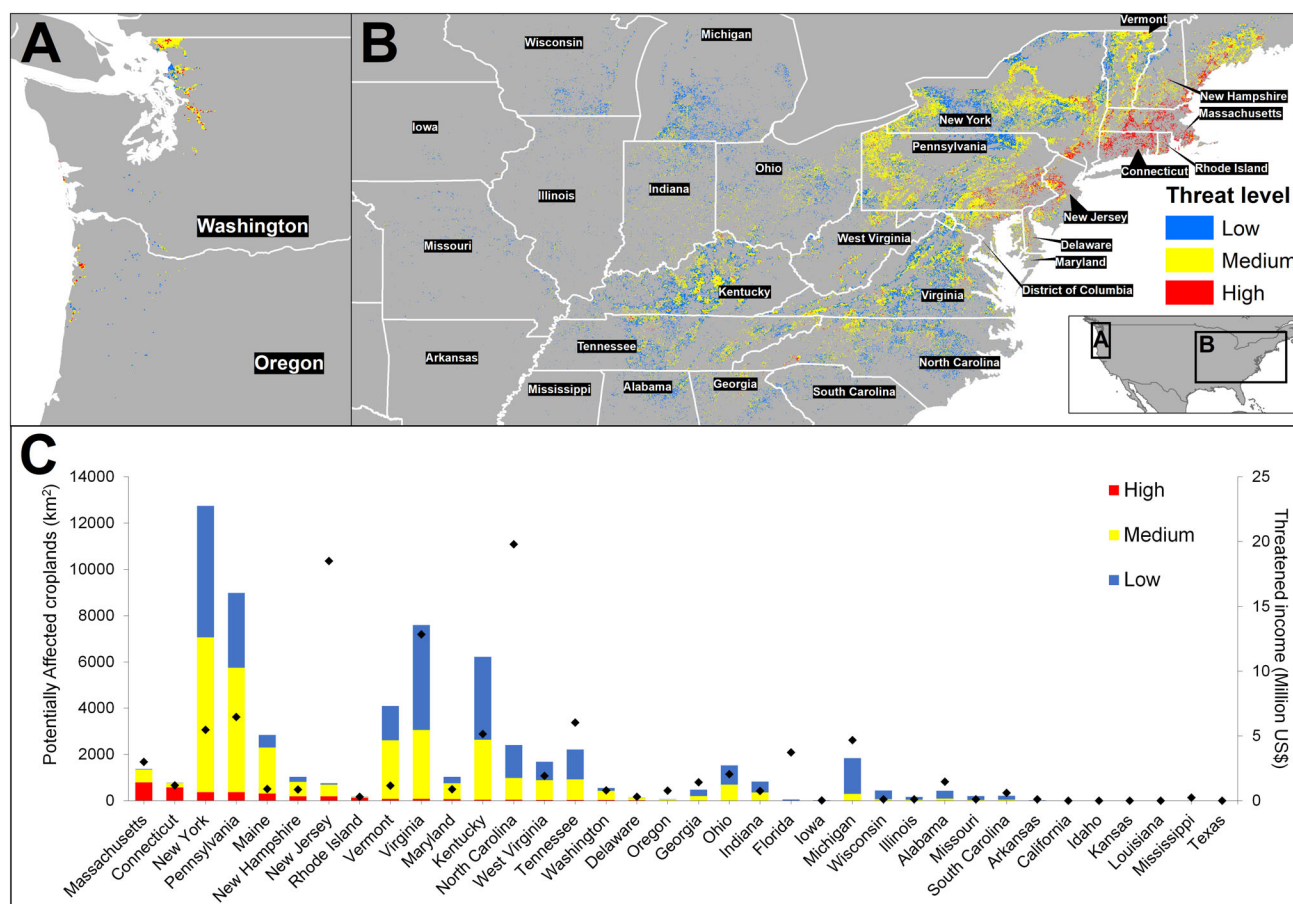 A
Washington
Oregon
B
Wisconsin
Michigan
Vermont
Iowa
New York
New Hampshire
Massachusetts
Pennsylvania
Illinois
Indiana
Ohio
Connecticut
Rhode Island
Threat level
Low
Medium
High
New Jersey
Missouri
West Virginia
Delaware
Maryland
Kentucky
Virginia
District of Columbia
Arkansas
Tennessee
North Carolina
Mississippi
Alabama
Georgia
South Carolina
A
B
C
Potentially Affected croplands (km²)
14000
12000
10000
8000
6000
4000
2000
0
High
Medium
Low
25
20
15
10
5
0
Threatened income (Million US$)
Massachusetts
Connecticut
New York
Pennsylvania
Maine
New Hampshire
New Jersey
Rhode Island
Vermont
Virginia
Maryland
Kentucky
North Carolina
West Virginia
Tennessee
Washington
Delaware
Oregon
Georgia
Ohio
Indiana
Florida
Iowa
Michigan
Wisconsin
Illinois
Alabama
Missouri
South Carolina
Arkansas
California
Idaho
Kansas
Louisiana
Mississippi
Texas